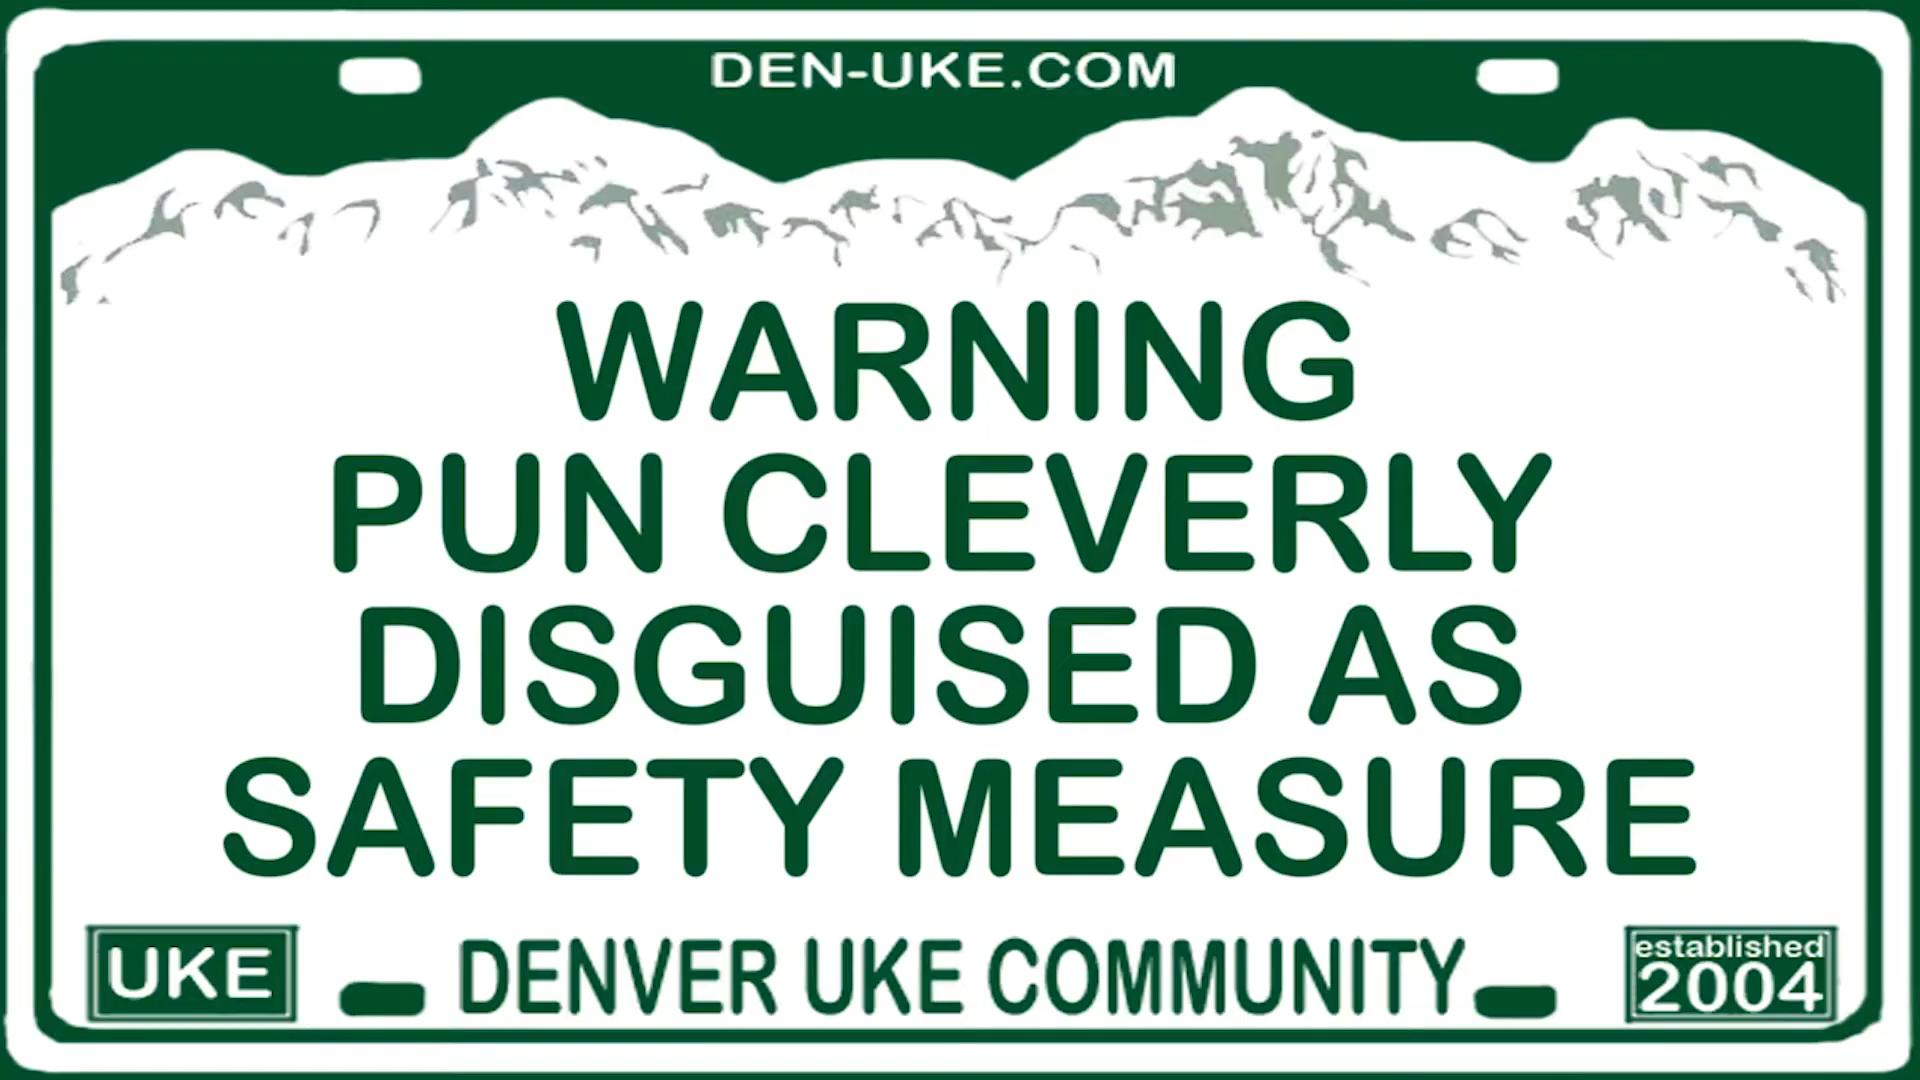 DEN-UKE.COM
WARNING
PUN CLEVERLY
DISGUISED AS
SAFETY MEASURE
UKE
DENVER UKE COMMUNITY
established
2004